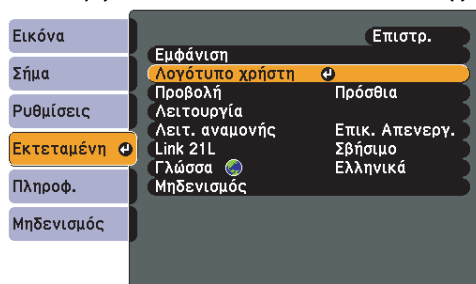 Εικόνα
Σήμα
Ρυθμίσεις
Εκτεταμένη
Πληροφ.
Μηδενισμός
Επιστρ.
Εμφάνιση
Λογότυπο χρήστη
Προβολή Πρόσθια
Λειτουργία
Λειτ. αναμονής Επικ. Απενεργ.
Link 21L Σβήσιμο
Γλώσσα Ελληνικά
Μηδενισμός